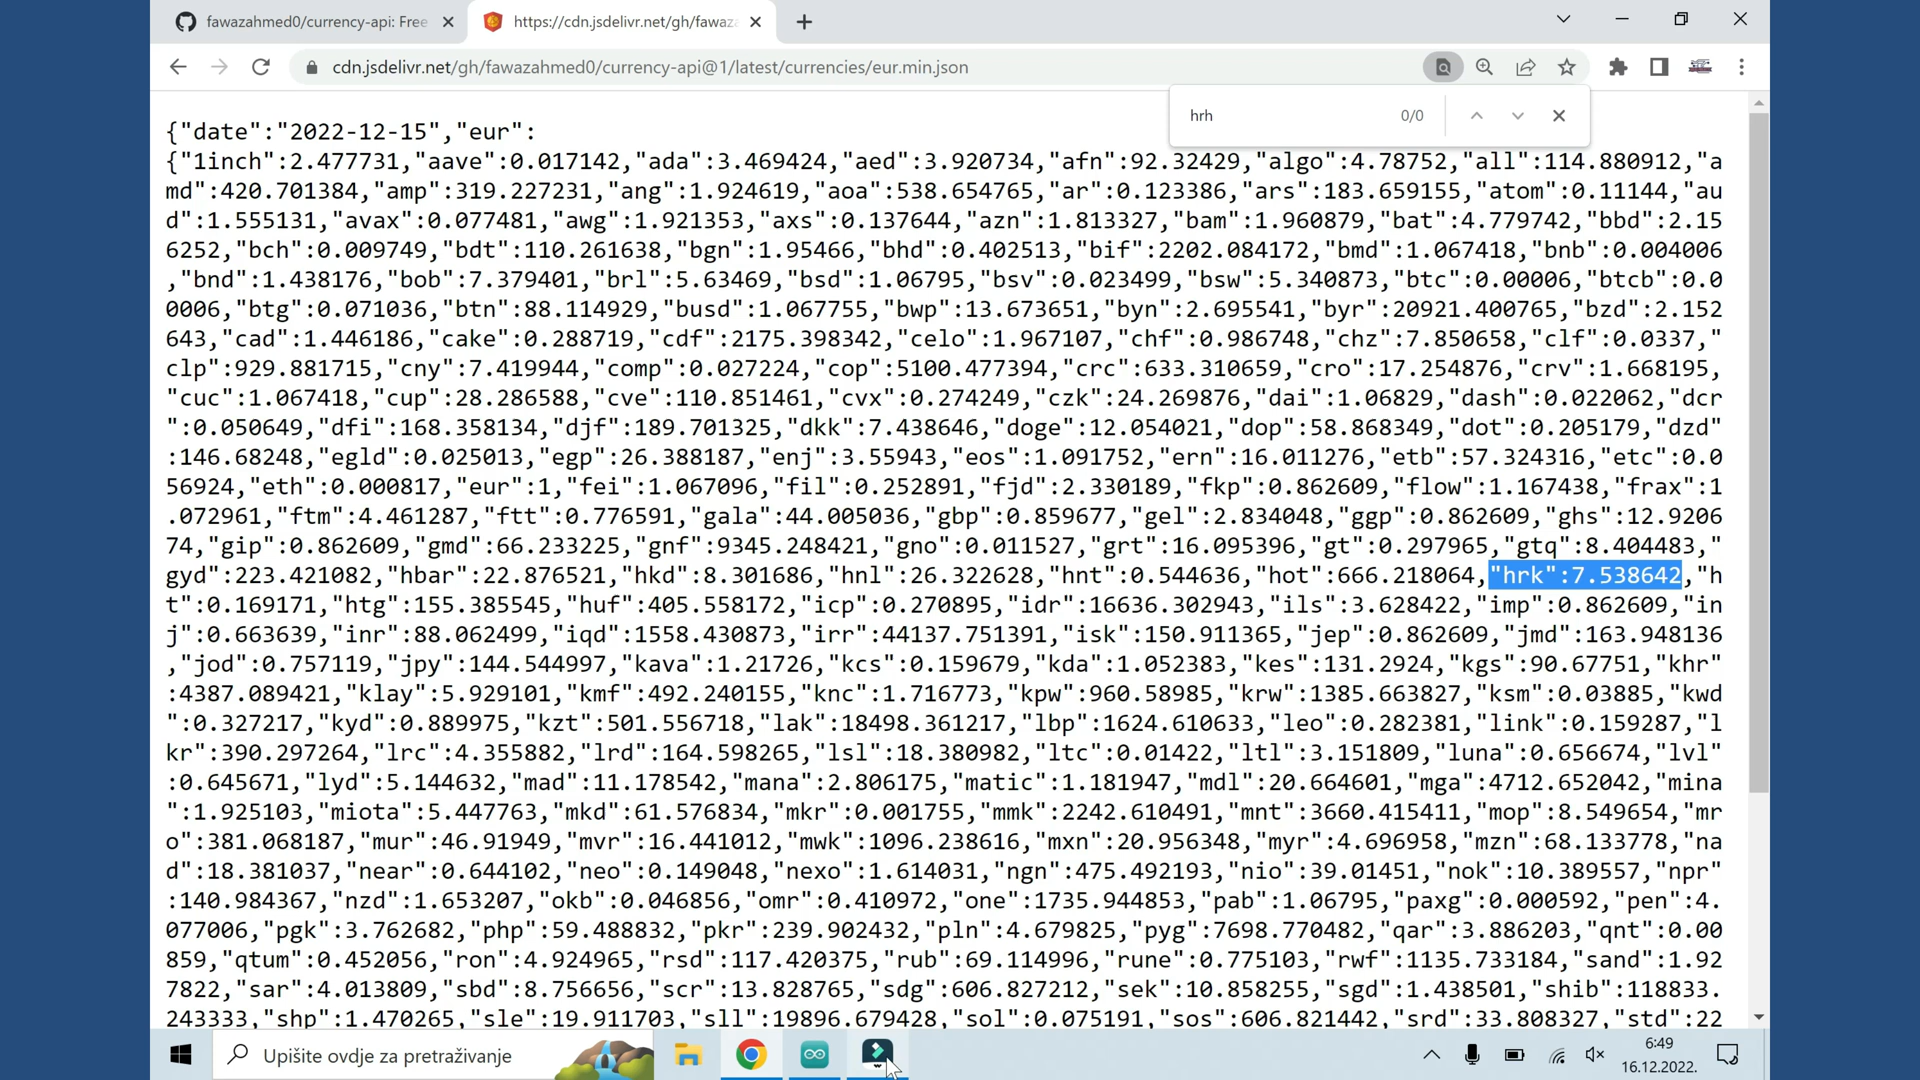 fawazahmed0/currency-api: Free
https://cdn.jsdelivr.net/gh/fawaz
cdn.jsdelivr.net/gh/fawazahmed0/currency-api@1/latest/currencies/eur.min.json
hrh 0/0
{"date":"2022-12-15","eur":
{"1inch":2.477731,"aave":0.017142,"ada":3.469424,"aed":3.920734,"afn":92.32429,"algo":4.78752,"all":114.880912,"a
md":420.701384,"amp":319.227231,"ang":1.924619,"aoa":538.654765,"ar":0.123386,"ars":183.659155,"atom":0.11144,"au
d":1.555131,"avax":0.077481,"awg":1.921353,"axs":0.137644,"azn":1.813327,"bam":1.960879,"bat":4.779742,"bbd":2.15
6252,"bch":0.009749,"bdt":110.261638,"bgn":1.95466,"bhd":0.402513,"bif":2202.084172,"bmd":1.067418,"bnb":0.004006
,"bnd":1.438176,"bob":7.379401,"brl":5.63469,"bsd":1.06795,"bsv":0.023499,"bsw":5.340873,"btc":0.00006,"btcb":0.0
0006,"btg":0.071036,"btn":88.114929,"busd":1.067755,"bwp":13.673651,"byn":2.695541,"byr":20921.400765,"bzd":2.152
643,"cad":1.446186,"cake":0.288719,"cdf":2175.398342,"celo":1.967107,"chf":0.986748,"chz":7.850658,"clf":0.0337,"
clp":929.881715,"cny":7.419944,"comp":0.027224,"cop":5100.477394,"crc":633.310659,"cro":17.254876,"crv":1.668195,
"cuc":1.067418,"cup":28.286588,"cve":110.851461,"cvx":0.274249,"czk":24.269876,"dai":1.06829,"dash":0.022062,"dcr
":0.050649,"dfi":168.358134,"djf":189.701325,"dkk":7.438646,"doge":12.054021,"dop":58.868349,"dot":0.205179,"dzd"
:146.68248,"egld":0.025013,"egp":26.388187,"enj":3.55943,"eos":1.091752,"ern":16.011276,"etb":57.324316,"etc":0.0
56924,"eth":0.000817,"eur":1,"fei":1.067096,"fil":0.252891,"fjd":2.330189,"fkp":0.862609,"flow":1.167438,"frax":1
.072961,"ftm":4.461287,"ftt":0.776591,"gala":44.005036,"gbp":0.859677,"gel":2.834048,"ggp":0.862609,"ghs":12.9206
74,"gip":0.862609,"gmd":66.233225,"gnf":9345.248421,"gno":0.011527,"grt":16.095396,"gt":0.297965,"gtq":8.404483,"
gyd":223.421082,"hbar":22.876521,"hkd":8.301686,"hnl":26.322628,"hnt":0.544636,"hot":666.218064,"hrk":7.538642,"h
t":0.169171,"htg":155.385545,"huf":405.558172,"icp":0.270895,"idr":16636.302943,"ils":3.628422,"imp":0.862609,"in
j":0.663639,"inr":88.062499,"iqd":1558.430873,"irr":44137.751391,"isk":150.911365,"jep":0.862609,"jmd":163.948136
,"jod":0.757119,"jpy":144.544997,"kava":1.21726,"kcs":0.159679,"kda":1.052383,"kes":131.2924,"kgs":90.67751,"khr"
:4387.089421,"klay":5.929101,"kmf":492.240155,"knc":1.716773,"kpw":960.58985,"krw":1385.663827,"ksm":0.03885,"kwd
":0.327217,"kyd":0.889975,"kzt":501.556718,"lak":18498.361217,"lbp":1624.610633,"leo":0.282381,"link":0.159287,"l
kr":390.297264,"lrc":4.355882,"lrd":164.598265,"lsl":18.380982,"ltc":0.01422,"ltl":3.151809,"luna":0.656674,"lvl"
:0.645671,"lyd":5.144632,"mad":11.178542,"mana":2.806175,"matic":1.181947,"mdl":20.664601,"mga":4712.652042,"mina
":1.925103,"miota":5.447763,"mkd":61.576834,"mkr":0.001755,"mmk":2242.610491,"mnt":3660.415411,"mop":8.549654,"mr
o":381.068187,"mur":46.91949,"mvr":16.441012,"mwk":1096.238616,"mxn":20.956348,"myr":4.696958,"mzn":68.133778,"na
d":18.381037,"near":0.644102,"neo":0.149048,"nexo":1.614031,"ngn":475.492193,"nio":39.01451,"nok":10.389557,"npr"
:140.984367,"nzd":1.653207,"okb":0.046856,"omr":0.410972,"one":1735.944853,"pab":1.06795,"paxg":0.000592,"pen":4.
077006,"pgk":3.762682,"php":59.488832,"pkr":239.902432,"pln":4.679825,"pyg":7698.770482,"qar":3.886203,"qnt":0.00
859,"qtum":0.452056,"ron":4.924965,"rsd":117.420375,"rub":69.114996,"rune":0.775103,"rwf":1135.733184,"sand":1.92
7822,"sar":4.013809,"sbd":8.756656,"scr":13.828765,"sdg":606.827212,"sek":10.858255,"sgd":1.438501,"shib":118833.
243333,"shp":1.470265,"sle":19.911703,"sll":19896.679428,"sol":0.075191,"sos":606.821442,"srd":33.808327,"std":22
Upišite ovdje za pretraživanje
6:49
16.12.2022.